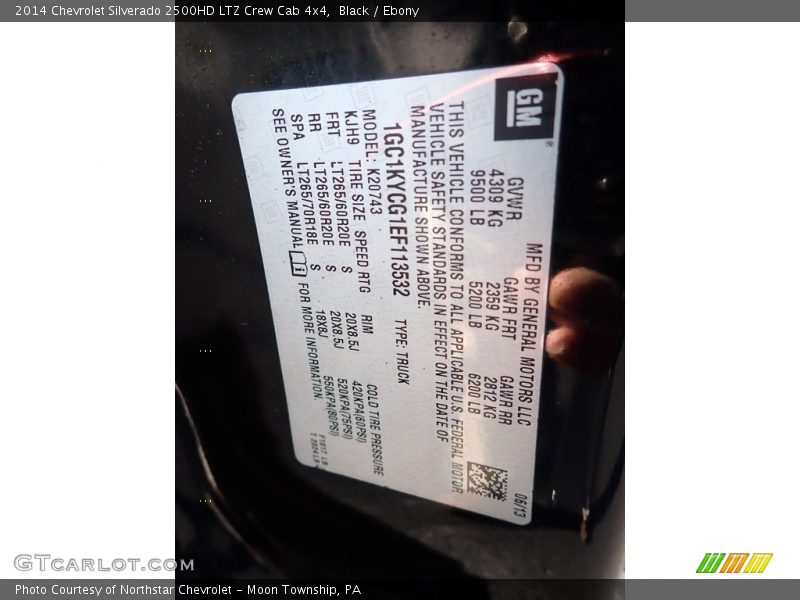 2014 Chevrolet Silverado 2500HD LTZ Crew Cab 4x4,  Black / Ebony
GM
MFD BY GENERAL MOTORS LLC
06/13
GVWR GAWR FRT GAWR RR
4309 KG 2359 KG 2812 KG
9500 LB 5200 LB 6200 LB
THIS VEHICLE CONFORMS TO ALL APPLICABLE U.S. FEDERAL MOTOR
VEHICLE SAFETY STANDARDS IN EFFECT ON THE DATE OF
MANUFACTURE SHOWN ABOVE.
1GC1KYCG1EF113532 TYPE: TRUCK
MODEL: K20743
KJH9 TIRE SIZE SPEED RTG RIM COLD TIRE PRESSURE
FRT LT265/60R20E S 20X8.5J 420KPA(60PSI)
RR LT265/60R20E S 20X8.5J 520KPA(75PSI)
SPA LT265/70R18E S 18X8J 550KPA(80PSI)
SEE OWNER'S MANUAL FOR MORE INFORMATION.
GTcarlot.com
Photo Courtesy of Northstar Chevrolet - Moon Township, PA